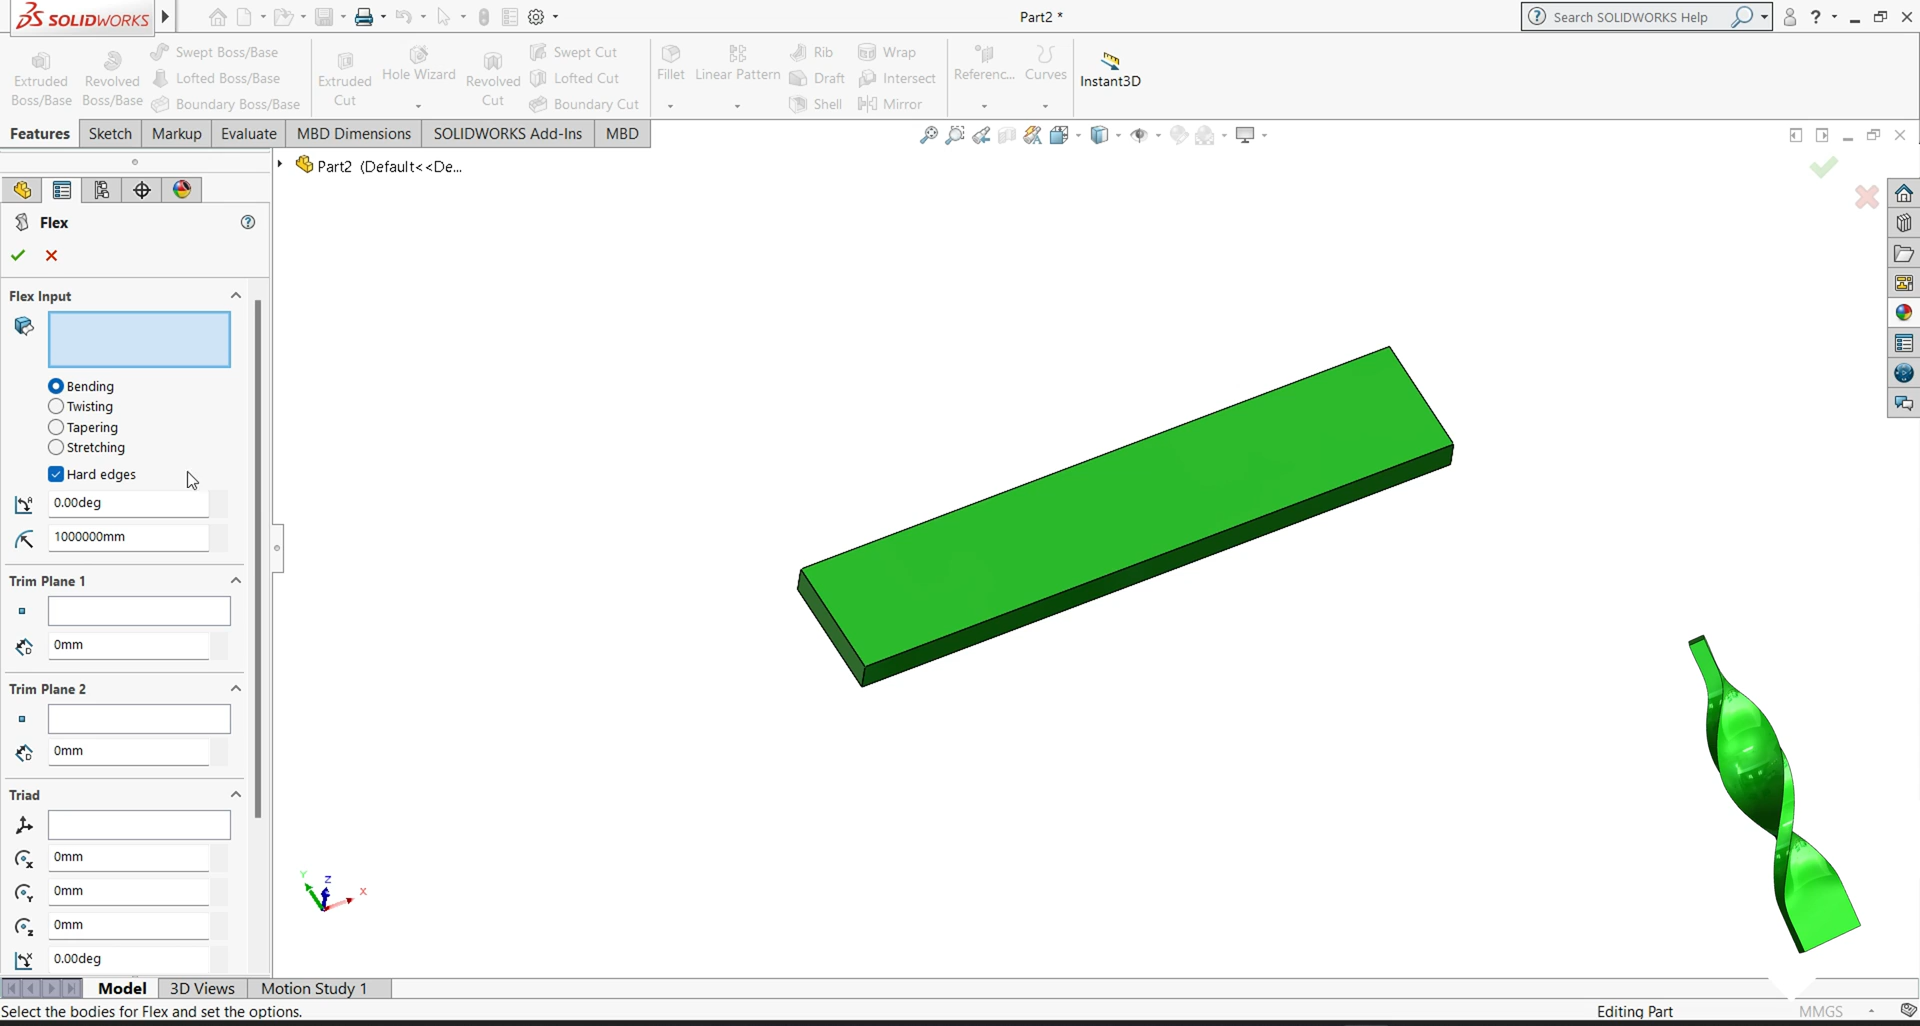 SOLIDWORKS
Part2 *
Search SOLIDWORKS Help
Extruded Boss/Base
Revolved Boss/Base
Swept Boss/Base
Lofted Boss/Base
Boundary Boss/Base
Extruded Cut
Hole Wizard
Revolved Cut
Swept Cut
Lofted Cut
Boundary Cut
Fillet
Linear Pattern
Rib
Draft
Shell
Wrap
Intersect
Mirror
Referenc...
Curves
Instant3D
Features
Sketch
Markup
Evaluate
MBD Dimensions
SOLIDWORKS Add-Ins
MBD
Part2 (Default<<De...
Flex
Flex Input
Bending
Twisting
Tapering
Stretching
Hard edges
0.00deg
1000000mm
Trim Plane 1
0mm
Trim Plane 2
0mm
Triad
0mm
0mm
0mm
0.00deg
Y
Z
X
Model
3D Views
Motion Study 1
Select the bodies for Flex and set the options.
Editing Part
MMGS